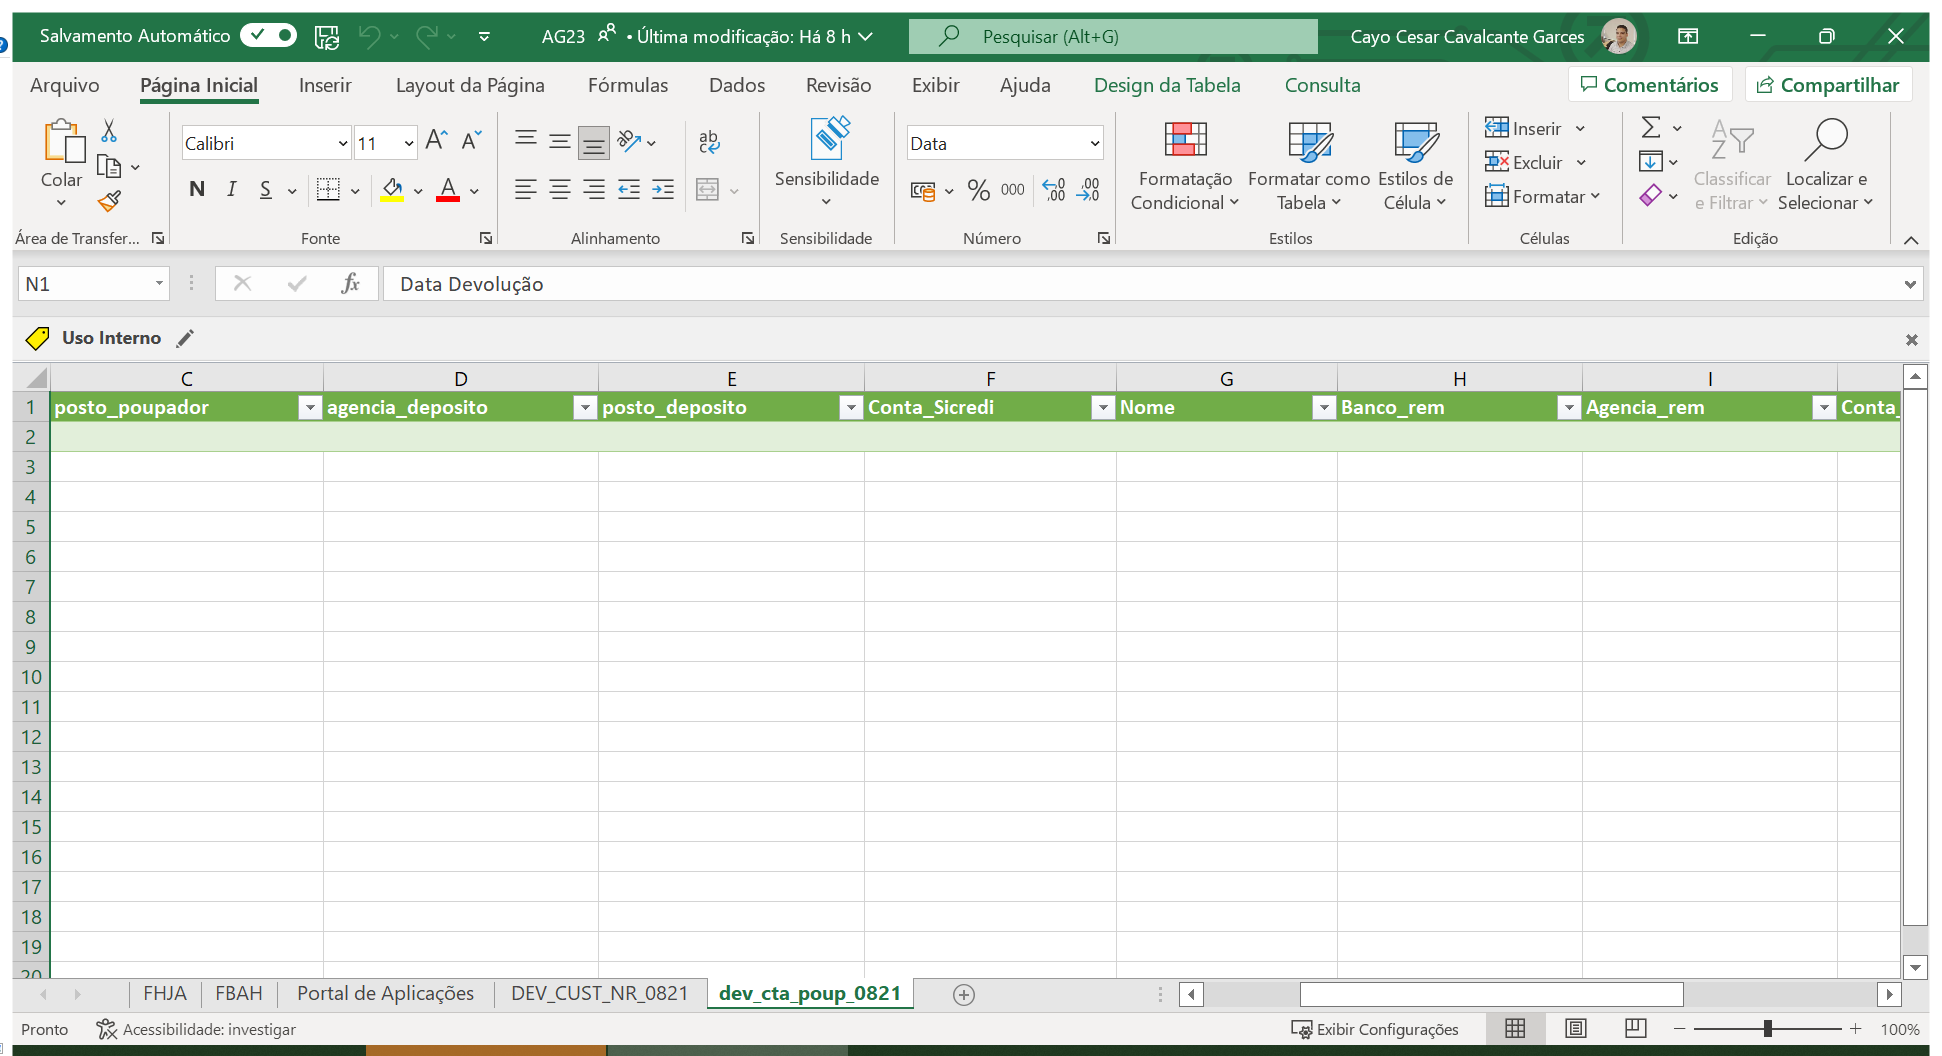 Salvamento Automático AG23 • Última modificação: Há 8 h Pesquisar (Alt+G) Cayo Cesar Cavalcante Garces
Arquivo Página Inicial Inserir Layout da Página Fórmulas Dados Revisão Exibir Ajuda Design da Tabela Consulta Comentários Compartilhar
Colar
Área de Transfer...
Calibri 11
N I S
Fonte
ab
Alinhamento
Sensibilidade
Sensibilidade
Data
% 000 ,00 ,00
Número
Formatação Condicional
Formatar como Tabela
Estilos de Célula
Estilos
Inserir
Excluir
Formatar
Células
Classificar e Filtrar
Localizar e Selecionar
Edição
N1 fx Data Devolução
Uso Interno
C D E F G H I
1 posto_poupador agencia_deposito posto_deposito Conta_Sicredi Nome Banco_rem Agencia_rem Conta_
2
3
4
5
6
7
8
9
10
11
12
13
14
15
16
17
18
19
20
FHJA FBAH Portal de Aplicações DEV_CUST_NR_0821 dev_cta_poup_0821
Pronto Acessibilidade: investigar Exibir Configurações 100%